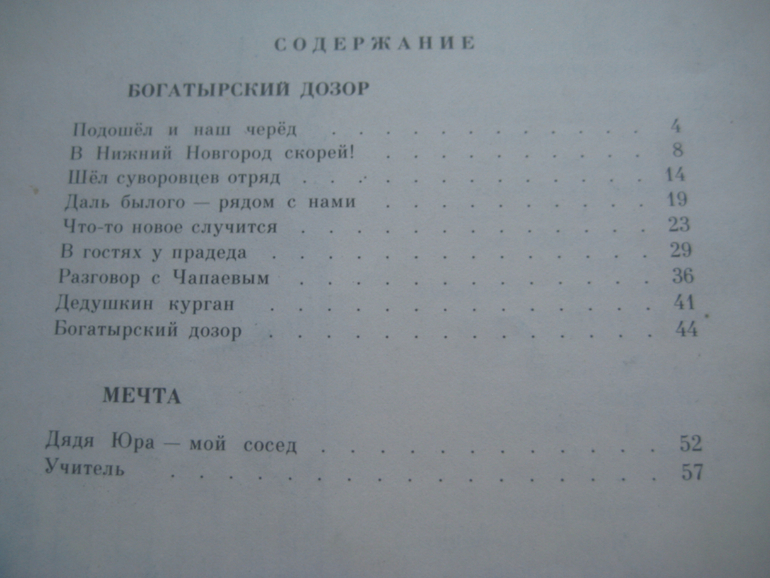 СОДЕРЖАНИЕ
БОГАТЫРСКИЙ ДОЗОР
Подошёл и наш черёд . . . . . . . . . . . . 4
В Нижний Новгород скорей! . . . . . . . . . . 8
Шёл суворовцев отряд . . . . . . . . . . . . . 14
Даль былого — рядом с нами . . . . . . . . . . 19
Что-то новое случится . . . . . . . . . . . . . 23
В гостях у прадеда . . . . . . . . . . . . . . 29
Разговор с Чапаевым . . . . . . . . . . . . . 36
Дедушкин курган . . . . . . . . . . . . . . 41
Богатырский дозор . . . . . . . . . . . . . . 44
МЕЧТА
Дядя Юра — мой сосед . . . . . . . . . . . . 52
Учитель . . . . . . . . . . . . . . . . . 57